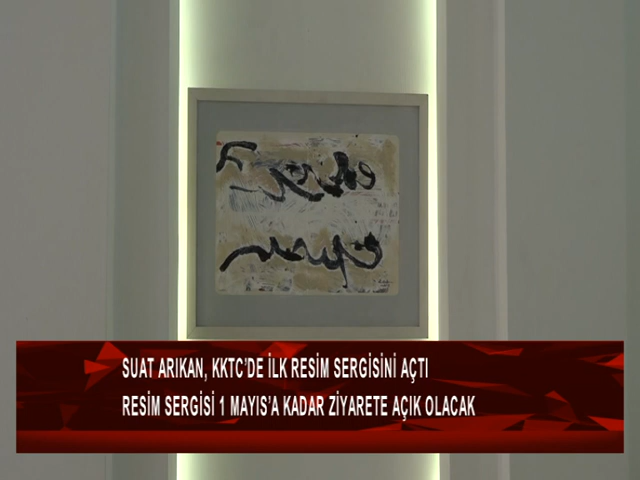 SUAT ARIKAN, KKTC'DE İLK RESİM SERGİSİNİ AÇTI
RESİM SERGİSİ 1 MAYIS'A KADAR ZİYARETE AÇIK OLACAK